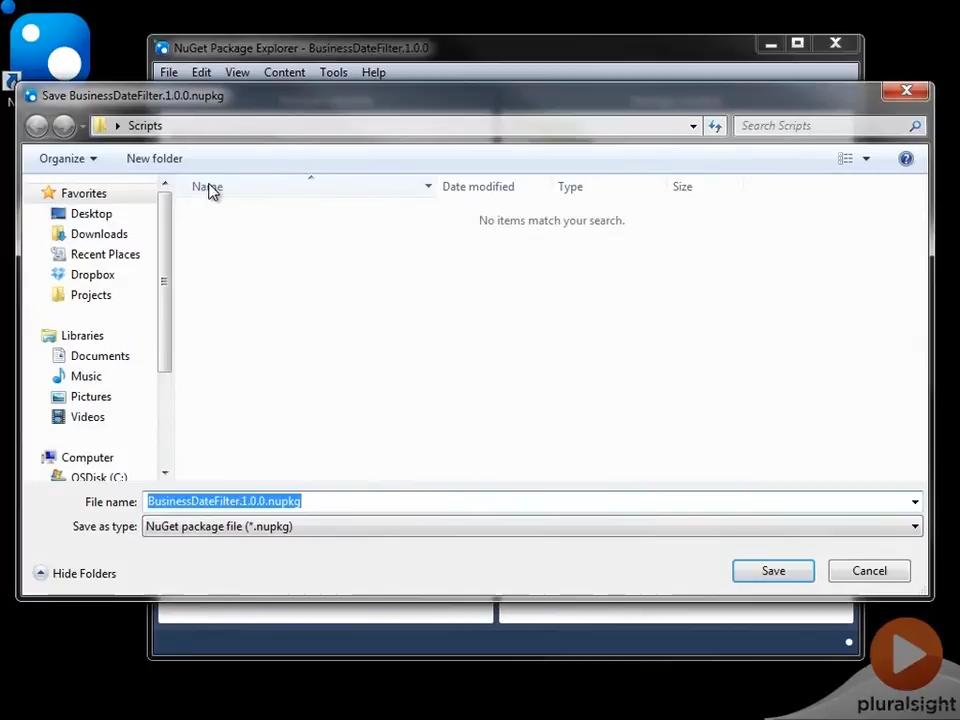 NuGet Package Explorer - BusinessDateFilter.1.0.0
File Edit View Content Tools Help
Save BusinessDateFilter.1.0.0.nupkg
Scripts
Search Scripts
Organize
New folder
Name
Date modified
Type
Size
No items match your search.
Favorites
Desktop
Downloads
Recent Places
Dropbox
Projects
Libraries
Documents
Music
Pictures
Videos
Computer
OSDisk (C:)
File name: BusinessDateFilter.1.0.0.nupkg
Save as type: NuGet package file (*.nupkg)
Hide Folders
Save
Cancel
pluralsight